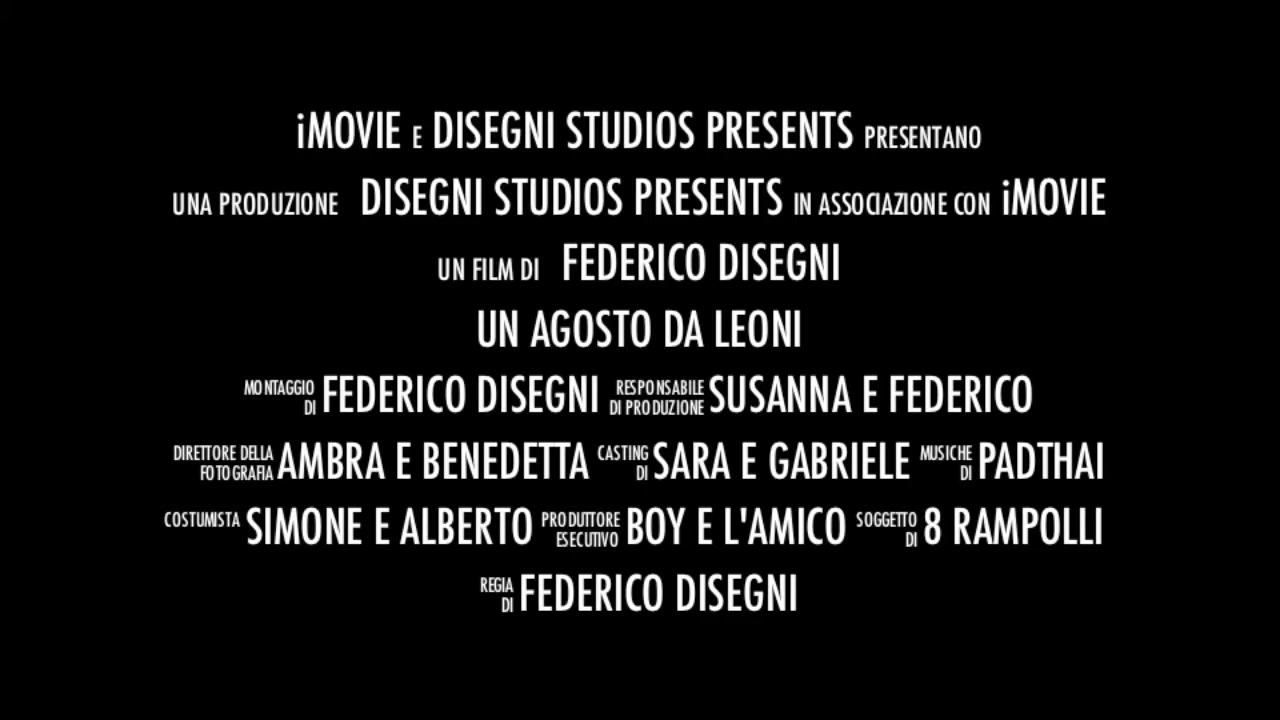 iMOVIE E DISEGNI STUDIOS PRESENTS PRESENTANO
UNA PRODUZIONE DISEGNI STUDIOS PRESENTS IN ASSOCIAZIONE CON iMOVIE
UN FILM DI FEDERICO DISEGNI
UN AGOSTO DA LEONI
MONTAGGIO DI FEDERICO DISEGNI RESPONSABILE DI PRODUZIONE SUSANNA E FEDERICO
DIRETTORE DELLA FOTOGRAFIA AMBRA E BENEDETTA CASTING DI SARA E GABRIELE MUSICHE DI PADTHAI
COSTUMISTA SIMONE E ALBERTO PRODUTTORE ESECUTIVO BOY E L'AMICO SOGGETTO DI 8 RAMPOLLI
REGIA DI FEDERICO DISEGNI